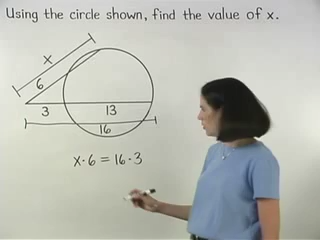 Using the circle shown, find the value of x.
x
6
3
13
16
x·6 = 16·3